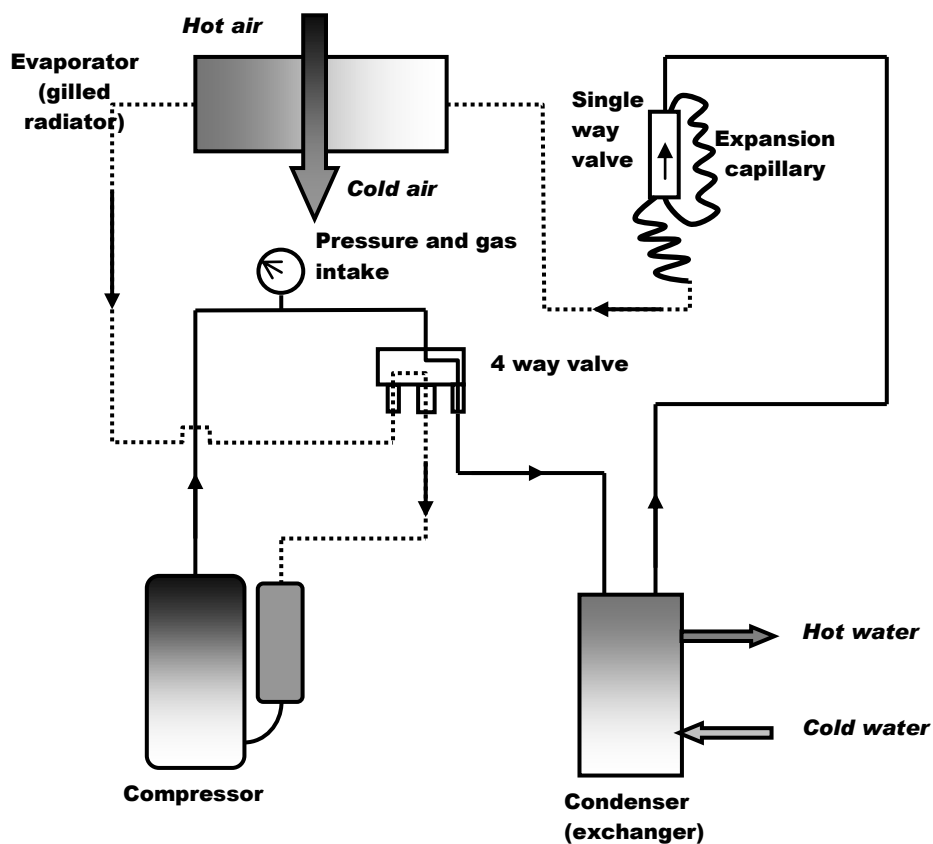 Hot air
Evaporator
(gilled
radiator)
Cold air
Single
way
valve
Expansion
capillary
Pressure and gas
intake
4 way valve
Hot water
Cold water
Compressor
Condenser
(exchanger)